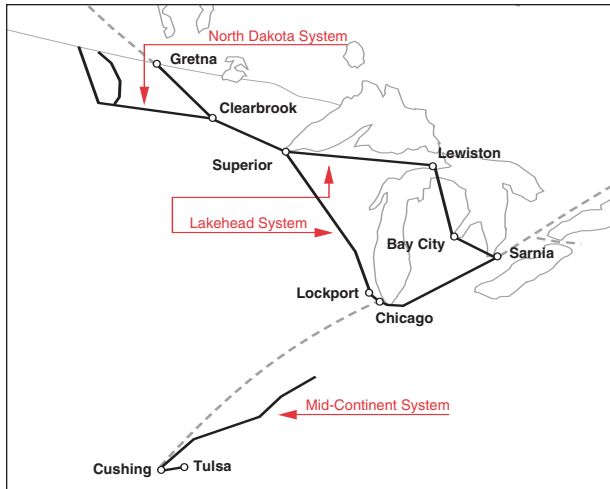 North Dakota System
Gretna
Clearbrook
Superior
Lewiston
Lakehead System
Bay City
Sarnia
Lockport
Chicago
Mid-Continent System
Cushing
Tulsa